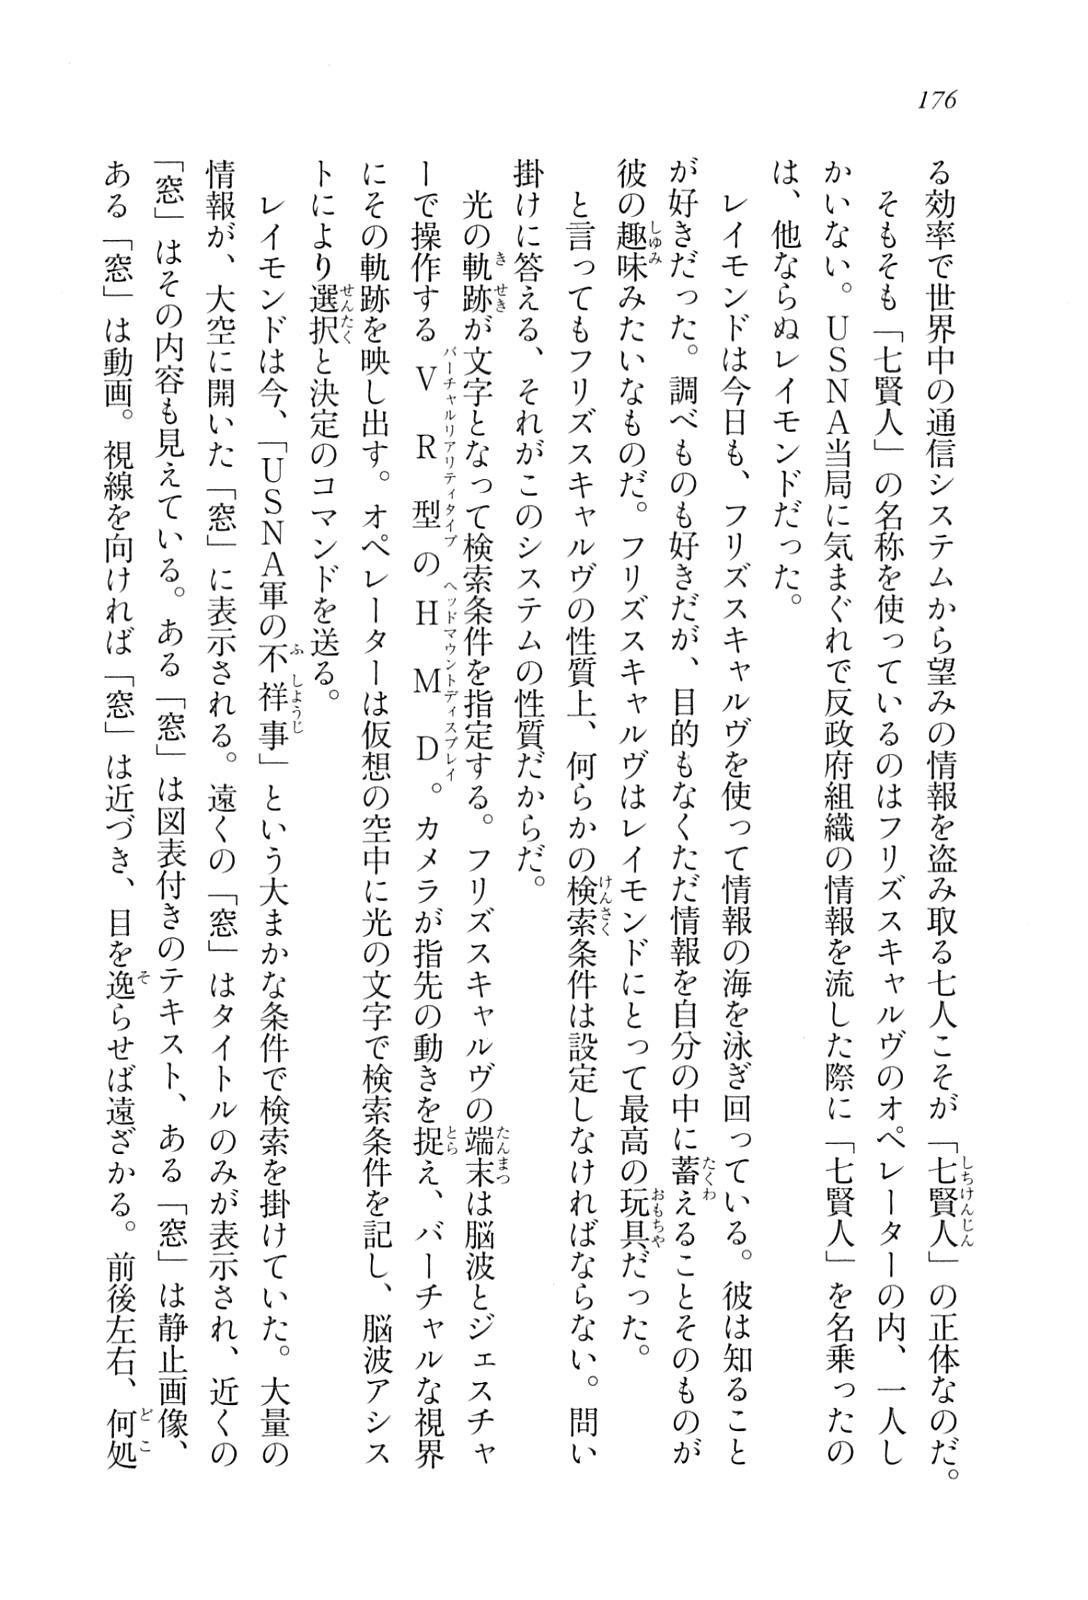 176
る効率で世界中の通信システムから望みの情報を盗み取る七人こそが「七賢人」の正体なのだ。
そもそも「七賢人」の名称を使っているのはフリズスキャルヴのオペレーターの内、一人し
かいない。ＵＳＮＡ当局に気まぐれで反政府組織の情報を流した際に「七賢人」を名乗ったの
は、他ならぬレイモンドだった。
レイモンドは今日も、フリズスキャルヴを使って情報の海を泳ぎ回っている。彼は知ること
が好きだった。調べものも好きだが、目的もなくただ情報を自分の中に蓄えることそのものが
彼の趣味みたいなものだ。フリズスキャルヴはレイモンドにとって最高の玩具だった。
と言ってもフリズスキャルヴの性質上、何らかの検索条件は設定しなければならない。問い
掛けに答える、それがこのシステムの性質だからだ。
光の軌跡が文字となって検索条件を指定する。フリズスキャルヴの端末は脳波とジェスチャ
ーで操作するＶＲ型のＨＭＤ。カメラが指先の動きを捉え、バーチャルな視界
にその軌跡を映し出す。オペレーターは仮想の空中に光の文字で検索条件を記し、脳波アシス
トにより選択と決定のコマンドを送る。
レイモンドは今、「ＵＳＮＡ軍の不祥事」という大まかな条件で検索を掛けていた。大量の
情報が、大空に開いた「窓」に表示される。遠くの「窓」はタイトルのみが表示され、近くの
「窓」はその内容も見えている。ある「窓」は図表付きのテキスト、ある「窓」は静止画像、
ある「窓」は動画。視線を向ければ「窓」は近づき、目を逸らせば遠ざかる。前後左右、何処